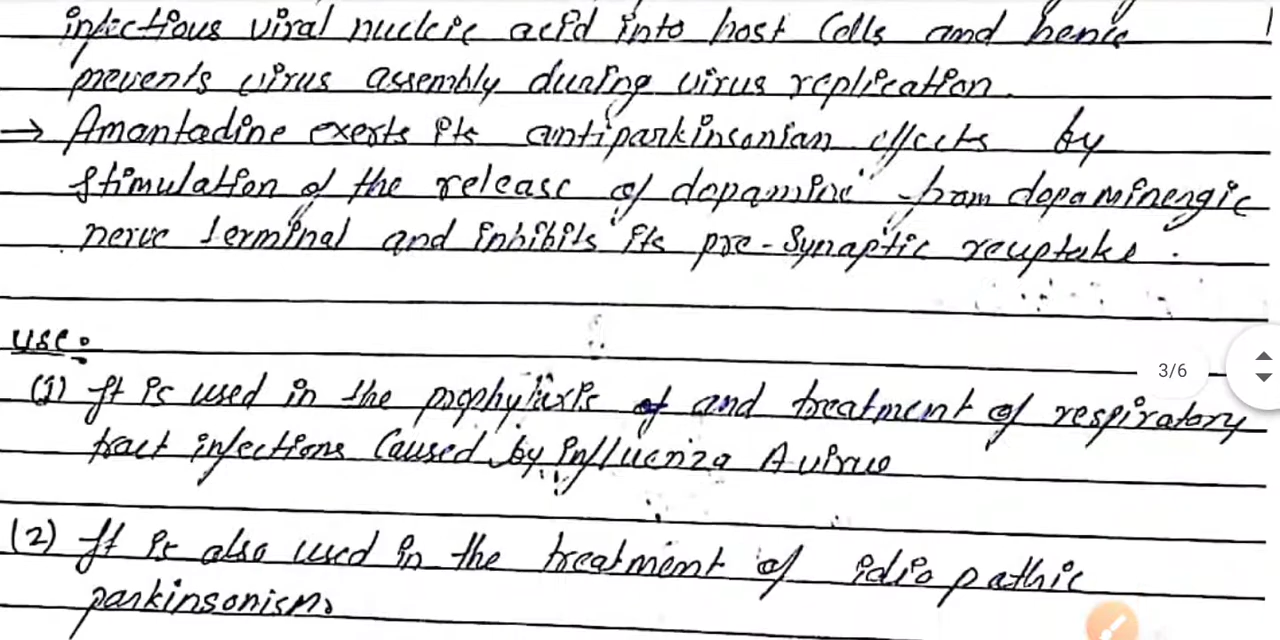 infectious viral nucleic acid into host Cells and hence
prevents virus assembly during virus replication.
→ Amantadine exerts its antiparkinsonian effects by
stimulation of the release of dopamine from dopaminergic
nerve terminal and inhibits its pre-synaptic reuptake.
Use:
(1) It is used in the prophylaxis and treatment of respiratory
tract infections Caused by influenza A virus
3/6
(2) It is also used in the treatment of idiopathic
parkinsonism.